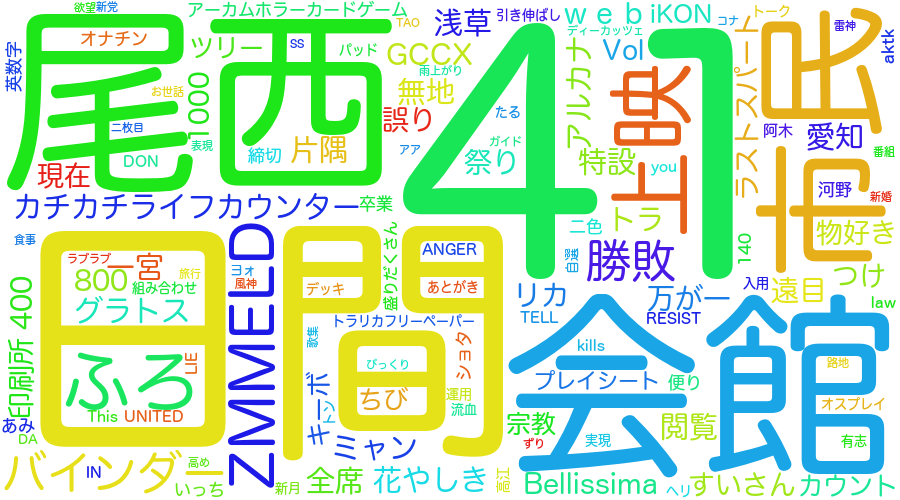 欲望 新党 アーカムホラーカードゲーム TAO 浅草 引き伸ばし ｗｅｂ iKON コナ トーク 雷神
尾 オナチン ツリー SS パッド GCCX ディーカッツェ Vol 民 aktk
英数字 西 雨上がり 41 上映 アルカナ ラストスパート
お世話 1000 無地 誤り たる 阿木 愛知 番組
二枚目 DON 表現 締切 片隅 アア 祭り ガイド 特設 you 市
現在 河野 新婚
カチカチライフカウンター 卒業 二色 トラ 物好き
食事 日 ラブラブ 一宮 ZMMELD 間 盛りだくさん ANGER 勝敗 自選 140
800 組み合わせ 旅行 ヨォ 風神 デッキ あとがき つけ
400 グラトス トラリカフリーペーパー リカ 万が一 入用 遠目 law
印刷所 歌集 TELL RESIST
ふろ LIE ショタ 会館 kills 路地
びっくり プレイシート 便り
あみ This UNITED キーボ トン ちび 運用 流血 宗教 閲覧 オスプレイ
DA ミャン ずり 実現 有志
バインダー 高め IN いっち 新月 全席 花やしき Bellissima ヘリ すいさん カウント